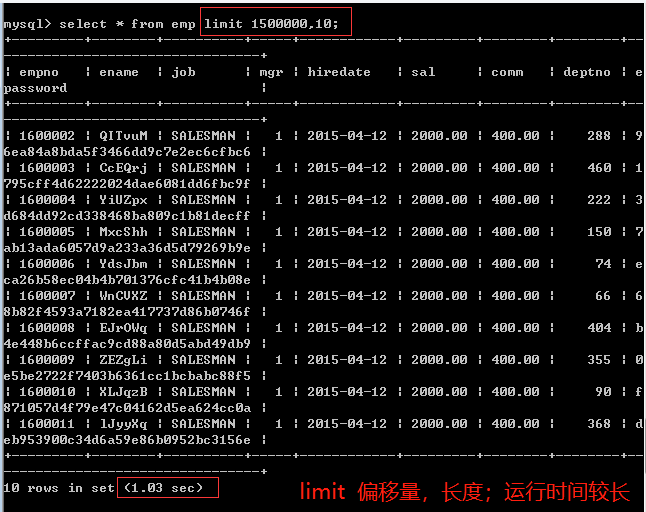 mysql> select * from emp limit 1500000,10;
+---------+--------+----------+-----+------------+---------+--------+--------+---
-------------------------------+
| empno | ename | job | mgr | hiredate | sal | comm | deptno | e
password |
+---------+--------+----------+-----+------------+---------+--------+--------+---
-------------------------------+
| 1600002 | QITvuM | SALESMAN | 1 | 2015-04-12 | 2000.00 | 400.00 | 288 | 9
6ea84a8bda5f3466dd9c7e2ec6cfbc6 |
| 1600003 | CcEQrj | SALESMAN | 1 | 2015-04-12 | 2000.00 | 400.00 | 460 | 1
795cff4d62222024dae6081dd6fbc9f |
| 1600004 | YiUZpx | SALESMAN | 1 | 2015-04-12 | 2000.00 | 400.00 | 222 | 3
d684dd92cd338468ba809c1b81decff |
| 1600005 | MxcShh | SALESMAN | 1 | 2015-04-12 | 2000.00 | 400.00 | 150 | 7
ab13ada6057d9a233a36d5d79269b9e |
| 1600006 | YdsJbm | SALESMAN | 1 | 2015-04-12 | 2000.00 | 400.00 | 74 | e
ca26b58ec04b4b701376cfc41b4b08e |
| 1600007 | WnCVXZ | SALESMAN | 1 | 2015-04-12 | 2000.00 | 400.00 | 66 | 6
8b82f4593a7182ea417737d86b0746f |
| 1600008 | EJrOWq | SALESMAN | 1 | 2015-04-12 | 2000.00 | 400.00 | 404 | b
4e448b6ccffac9cd88a80d5abd49db9 |
| 1600009 | ZEZgLi | SALESMAN | 1 | 2015-04-12 | 2000.00 | 400.00 | 355 | 0
e5be2722f7403b6361cc1bcbabc88f5 |
| 1600010 | XLJqzB | SALESMAN | 1 | 2015-04-12 | 2000.00 | 400.00 | 90 | f
871057d4f79e47c04162d5ea624cc0a |
| 1600011 | lJyyXq | SALESMAN | 1 | 2015-04-12 | 2000.00 | 400.00 | 368 | d
eb953900c34d6a59e86b0952bc3156e |
+---------+--------+----------+-----+------------+---------+--------+--------+---
-------------------------------+
10 rows in set (1.03 sec)
limit 偏移量，长度；运行时间较长